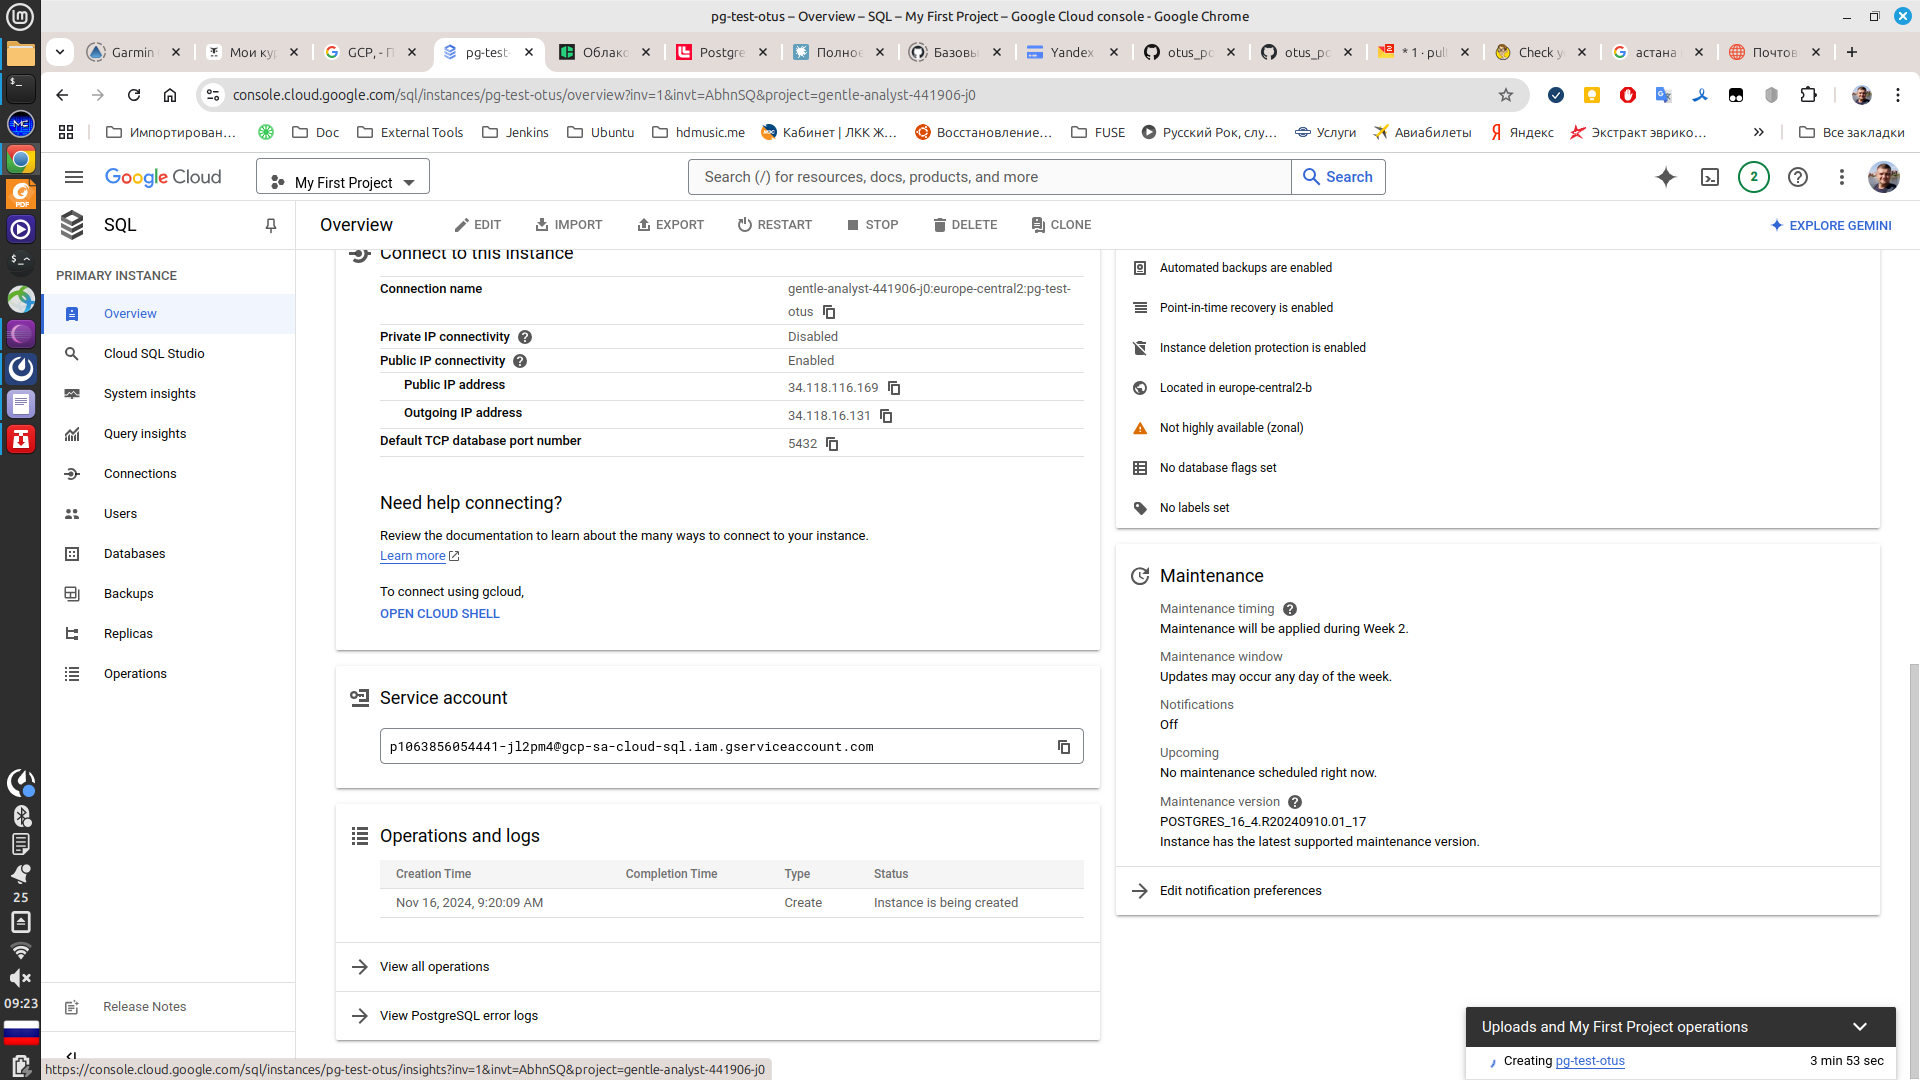 pg-test-otus – Overview – SQL – My First Project – Google Cloud console - Google Chrome
Garmin
Мои ку
GCP, - П
pg-test-
Облак
Postgre
Полное
Базовы
Yandex
otus_po
otus_po
* 1 · pull
Check y
астана
Почтов
console.cloud.google.com/sql/instances/pg-test-otus/overview?inv=1&invt=AbhnSQ&project=gentle-analyst-441906-j0
Импортирован...
Doc
External Tools
Jenkins
Ubuntu
hdmusic.me
Кабинет | ЛКК Ж...
Восстановление...
FUSE
Русский Рок, слу...
Услуги
Авиабилеты
Яндекс
Экстракт эврико...
Все закладки
Google Cloud
My First Project
Search (/) for resources, docs, products, and more
Search
2
SQL
Overview
EDIT
IMPORT
EXPORT
RESTART
STOP
DELETE
CLONE
EXPLORE GEMINI
PRIMARY INSTANCE
Overview
Cloud SQL Studio
System insights
Query insights
Connections
Users
Databases
Backups
Replicas
Operations
Release Notes
Connect to this instance
Connection name
gentle-analyst-441906-j0:europe-central2:pg-test-
otus
Private IP connectivity
Disabled
Public IP connectivity
Enabled
Public IP address
34.118.116.169
Outgoing IP address
34.118.16.131
Default TCP database port number
5432
Need help connecting?
Review the documentation to learn about the many ways to connect to your instance.
Learn more
To connect using gcloud,
OPEN CLOUD SHELL
Service account
p1063856054441-jl2pm4@gcp-sa-cloud-sql.iam.gserviceaccount.com
Operations and logs
Creation Time
Completion Time
Type
Status
Nov 16, 2024, 9:20:09 AM
Create
Instance is being created
View all operations
View PostgreSQL error logs
Automated backups are enabled
Point-in-time recovery is enabled
Instance deletion protection is enabled
Located in europe-central2-b
Not highly available (zonal)
No database flags set
No labels set
Maintenance
Maintenance timing
Maintenance will be applied during Week 2.
Maintenance window
Updates may occur any day of the week.
Notifications
Off
Upcoming
No maintenance scheduled right now.
Maintenance version
POSTGRES_16_4.R20240910.01_17
Instance has the latest supported maintenance version.
Edit notification preferences
Uploads and My First Project operations
Creating pg-test-otus
3 min 53 sec
https://console.cloud.google.com/sql/instances/pg-test-otus/insights?inv=1&invt=AbhnSQ&project=gentle-analyst-441906-j0
PDF
25
09:23